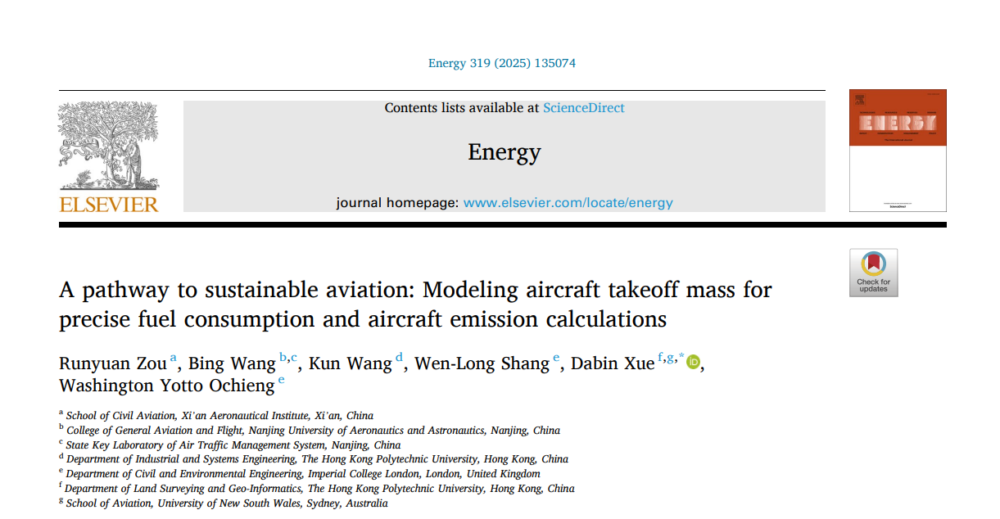 Energy 319 (2025) 135074
Contents lists available at ScienceDirect
Energy
journal homepage: www.elsevier.com/locate/energy
ELSEVIER
ENERGY
ScienceDirect
Check for
updates
A pathway to sustainable aviation: Modeling aircraft takeoff mass for
precise fuel consumption and aircraft emission calculations
Runyuan Zou a, Bing Wang b,c, Kun Wang d, Wen-Long Shang e, Dabin Xue f,g,* iD,
Washington Yotto Ochieng e
a School of Civil Aviation, Xi'an Aeronautical Institute, Xi'an, China
b College of General Aviation and Flight, Nanjing University of Aeronautics and Astronautics, Nanjing, China
c State Key Laboratory of Air Traffic Management System, Nanjing, China
d Department of Industrial and Systems Engineering, The Hong Kong Polytechnic University, Hong Kong, China
e Department of Civil and Environmental Engineering, Imperial College London, London, United Kingdom
f Department of Land Surveying and Geo-Informatics, The Hong Kong Polytechnic University, Hong Kong, China
g School of Aviation, University of New South Wales, Sydney, Australia